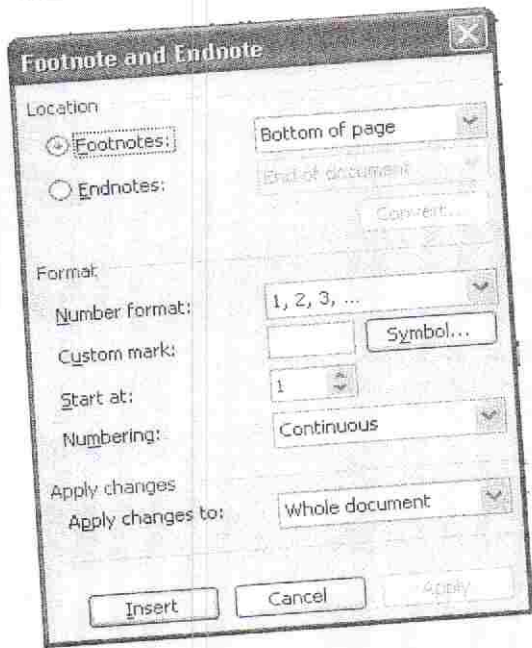 Footnote and Endnote
Location
Footnotes: Bottom of page
Endnotes: End of document
Convert...
Format
Number format: 1, 2, 3, ...
Custom mark: Symbol...
Start at: 1
Numbering: Continuous
Apply changes
Apply changes to: Whole document
Insert Cancel Apply